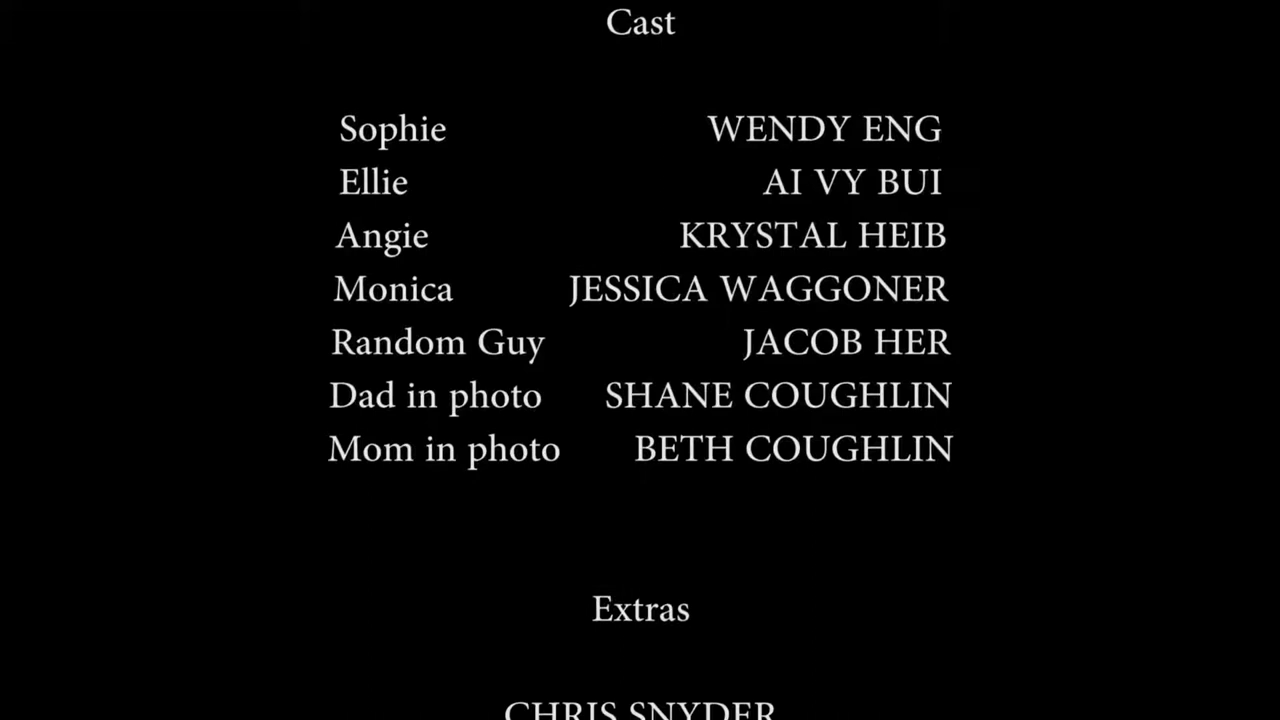 Cast
Sophie WENDY ENG
Ellie AI VY BUI
Angie KRYSTAL HEIB
Monica JESSICA WAGGONER
Random Guy JACOB HER
Dad in photo SHANE COUGHLIN
Mom in photo BETH COUGHLIN
Extras
CHRIS SNYDER